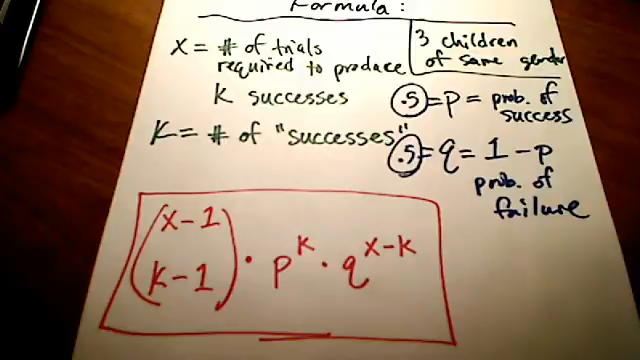 Formula:
X = # of trials
required to produce
K successes
K = # of "successes"
3 children
of same gender
.5 = p = prob. of
success
.5 = q = 1 - p
prob. of
failure
(x-1
k-1) · p^k · q^x-k